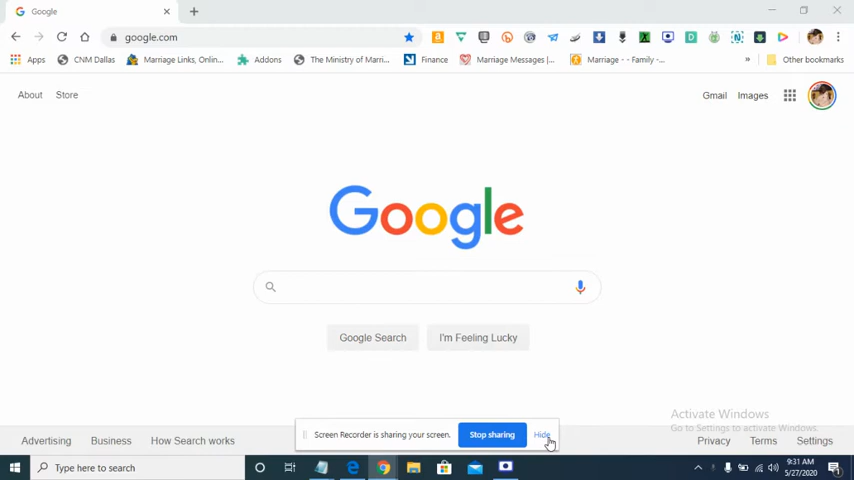 Google
google.com
Apps CNM Dallas Marriage Links, Onlin... Addons The Ministry of Marri... Finance Marriage Messages |... Marriage - - Family -... » Other bookmarks
About Store Gmail Images
Google
Google Search I'm Feeling Lucky
Activate Windows
Go to Settings to activate Windows.
Screen Recorder is sharing your screen. Stop sharing Hide
Advertising Business How Search works Privacy Terms Settings
Type here to search
9:31 AM
5/27/2020